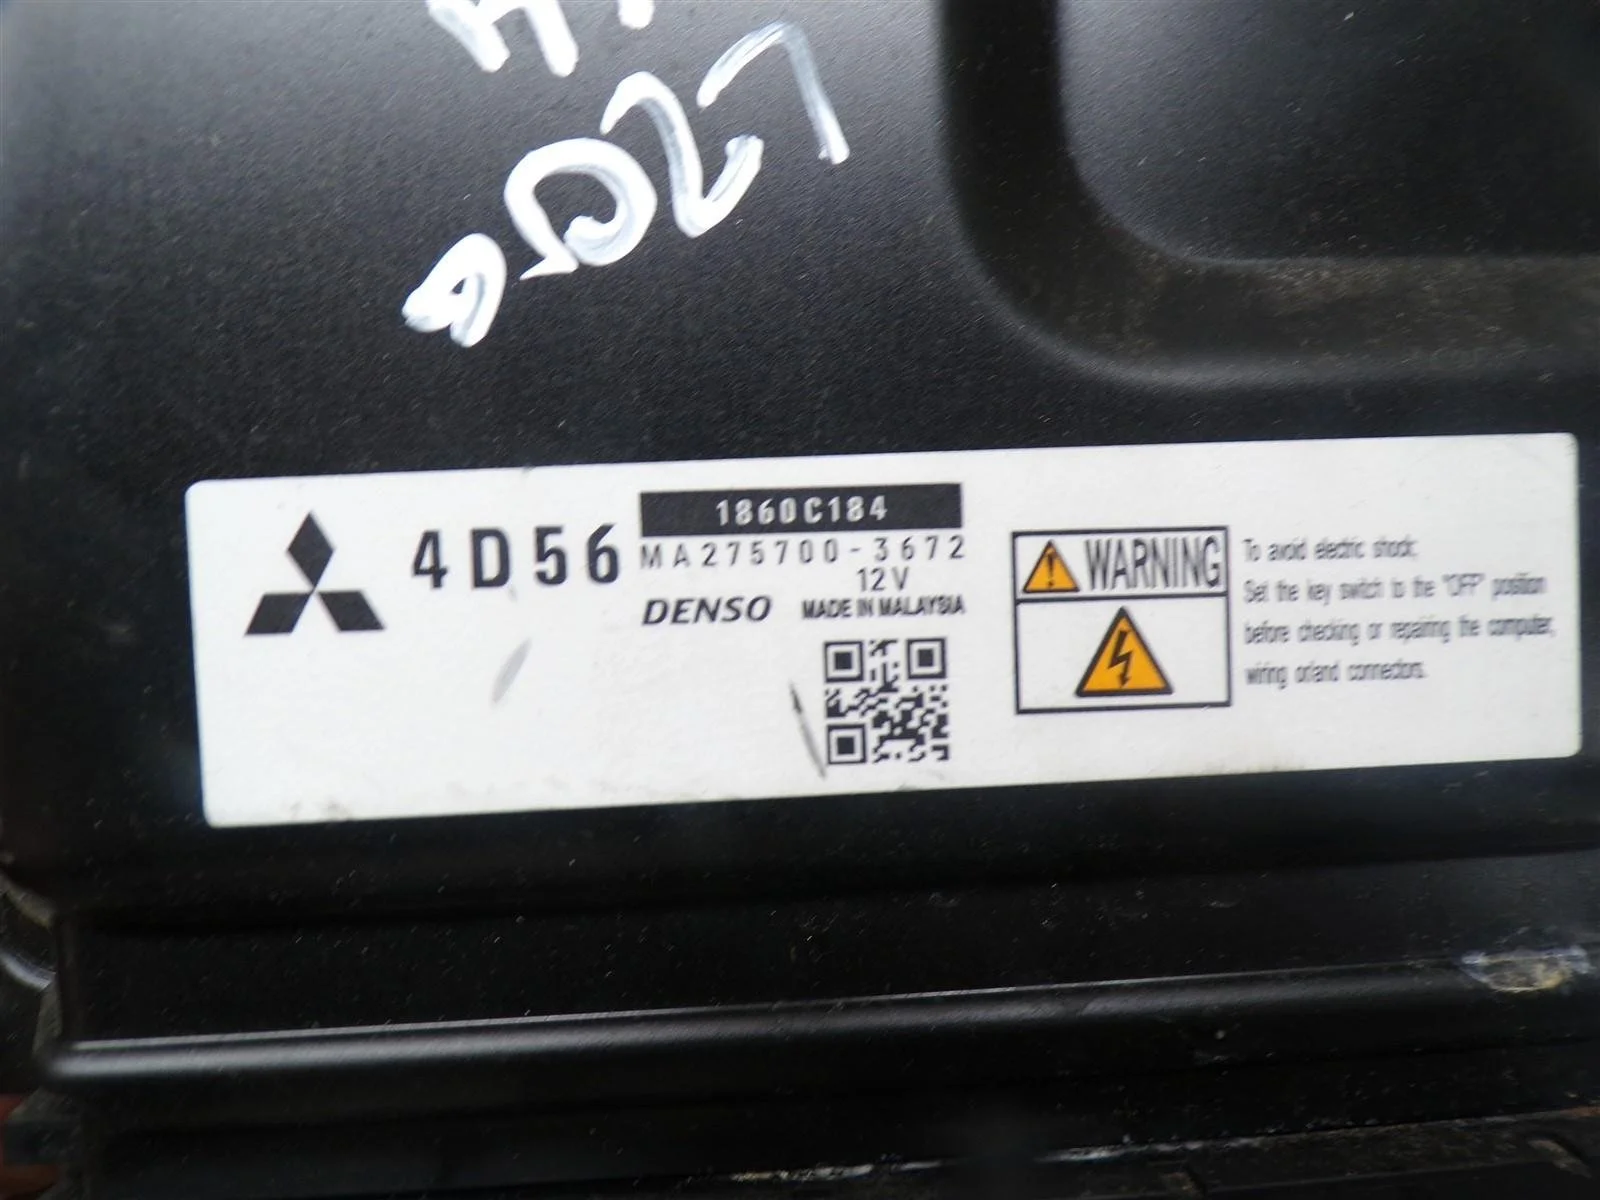 4D56
1860C184
MA275700-3672
12V
DENSO MADE IN MALAYSIA
WARNING
To avoid electric shock;
Set the key switch to the "OFF" position
before checking or repairing the computer,
wiring or/and connectors.